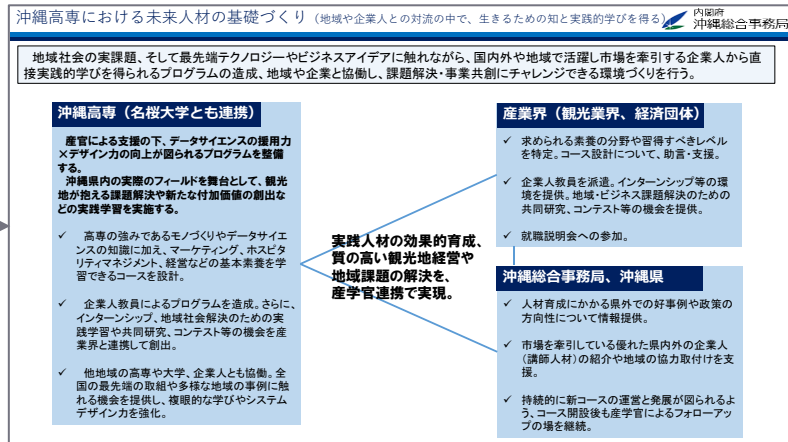 沖縄高専における未来人材の基礎づくり（地域や企業人との対流の中で、生きるための知と実践的学びを得る）
内閣府
沖縄総合事務局
地域社会の実課題、そして最先端テクノロジーやビジネスアイデアに触れながら、国内外や地域で活躍し市場を牽引する企業人から直
接実践的学びを得られるプログラムの造成、地域や企業と協働し、課題解決・事業共創にチャレンジできる環境づくりを行う。
沖縄高専（名桜大学とも連携）
産官による支援の下、データサイエンスの援用力
×デザイン力の向上が図られるプログラムを整備
する。
沖縄県内の実際のフィールドを舞台として、観光
地が抱える課題解決や新たな付加価値の創出な
どの実践学習を実施する。
✓ 高専の強みであるモノづくりやデータサイエ
ンスの知識に加え、マーケティング、ホスピタ
リティマネジメント、経営などの基本素養を学
習できるコースを設計。
✓ 企業人教員によるプログラムを造成。さらに、
インターンシップ、地域社会解決のための実
践学習や共同研究、コンテスト等の機会を産
業界と連携して創出。
✓ 他地域の高専や大学、企業人とも協働。全
国の最先端の取組や多様な地域の事例に触
れる機会を提供し、複眼的な学びやシステム
デザイン力を強化。
実践人材の効果的育成、
質の高い観光地経営や
地域課題の解決を、
産学官連携で実現。
産業界（観光業界、経済団体）
✓ 求められる素養の分野や習得すべきレベル
を特定。コース設計について、助言・支援。
✓ 企業人教員を派遣。インターンシップ等の環
境を提供。地域・ビジネス課題解決のための
共同研究、コンテスト等の機会を提供。
✓ 就職説明会への参加。
沖縄総合事務局、沖縄県
✓ 人材育成にかかる県外での好事例や政策の
方向性について情報提供。
✓ 市場を牽引している優れた県内外の企業人
（講師人材）の紹介や地域の協力取付けを支
援。
✓ 持続的に新コースの運営と発展が図られるよ
う、コース開設後も産学官によるフォローアッ
プの場を継続。